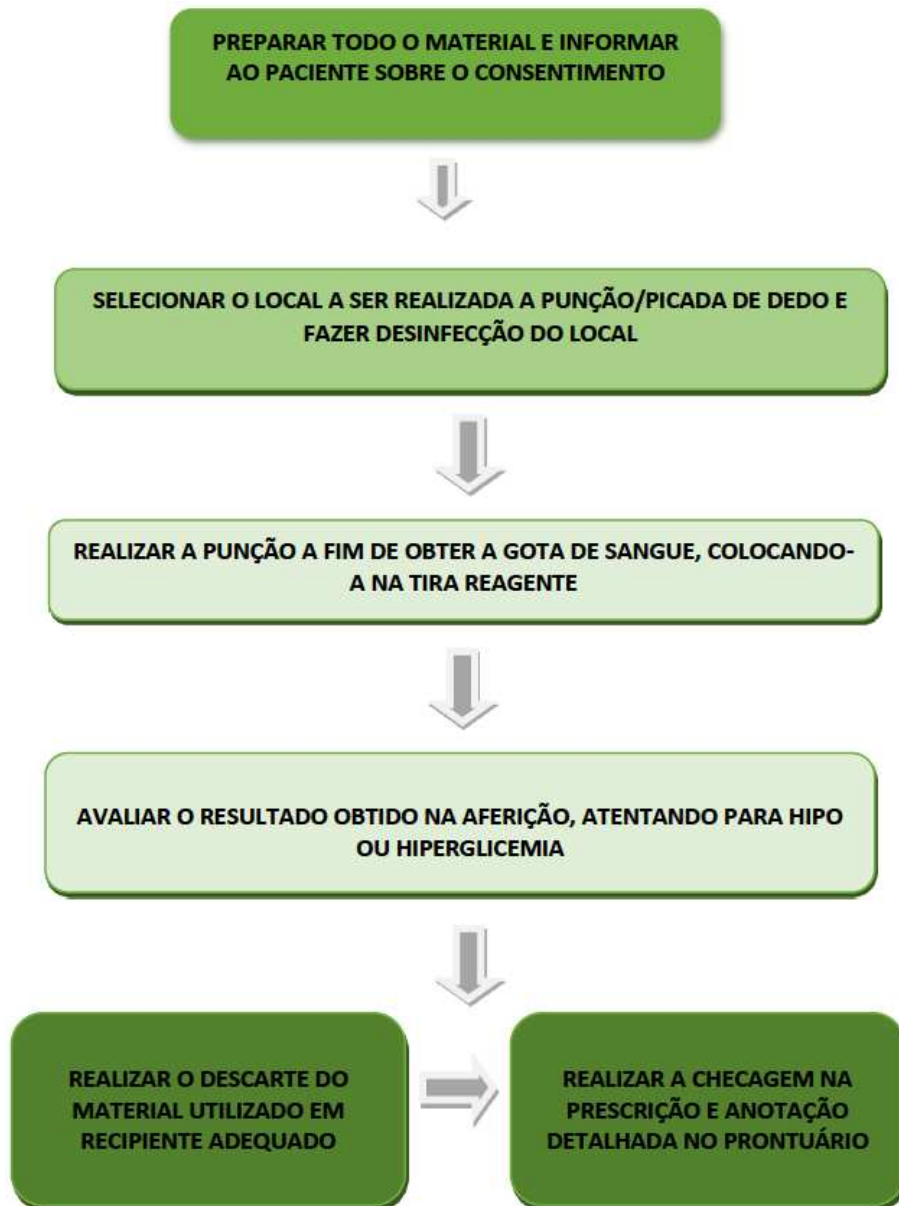 PREPARAR TODO O MATERIAL E INFORMAR
AO PACIENTE SOBRE O CONSENTIMENTO
SELECIONAR O LOCAL A SER REALIZADA A PUNÇÃO/PICADA DE DEDO E
FAZER DESINFECÇÃO DO LOCAL
REALIZAR A PUNÇÃO A FIM DE OBTER A GOTA DE SANGUE, COLOCANDO-
A NA TIRA REAGENTE
AVALIAR O RESULTADO OBTIDO NA AFERIÇÃO, ATENTANDO PARA HIPO
OU HIPERGLICEMIA
REALIZAR O DESCARTE DO
MATERIAL UTILIZADO EM
RECIPIENTE ADEQUADO
REALIZAR A CHECAGEM NA
PRESCRIÇÃO E ANOTAÇÃO
DETALHADA NO PRONTUÁRIO